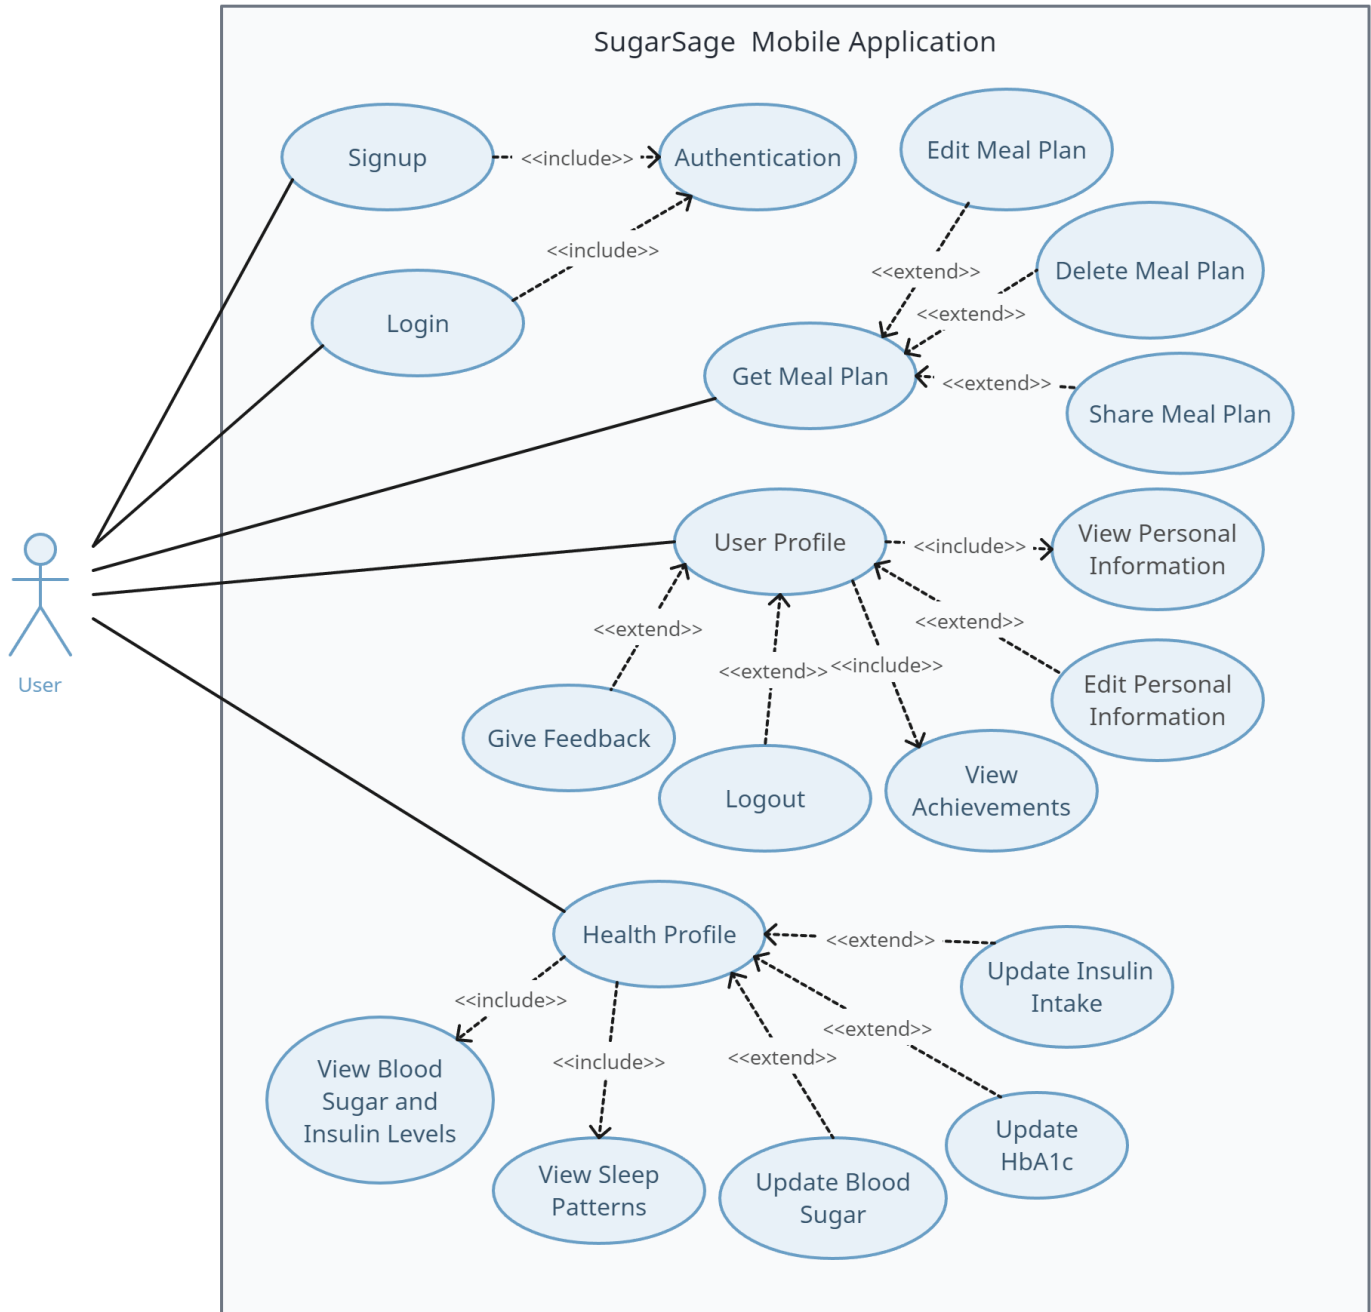 SugarSage  Mobile Application
Signup
<<include>>
Authentication
Edit Meal Plan
<<include>>
Login
<<extend>>
Delete Meal Plan
<<extend>>
Get Meal Plan
<<extend>>
Share Meal Plan
User
User Profile
<<include>>
View Personal
Information
<<extend>>
<<extend>>
<<extend>>
<<include>>
Edit Personal
Information
Give Feedback
Logout
View
Achievements
Health Profile
<<extend>>
Update Insulin
Intake
<<include>>
<<extend>>
<<include>>
<<extend>>
View Blood
Sugar and
Insulin Levels
Update
HbA1c
View Sleep
Patterns
Update Blood
Sugar